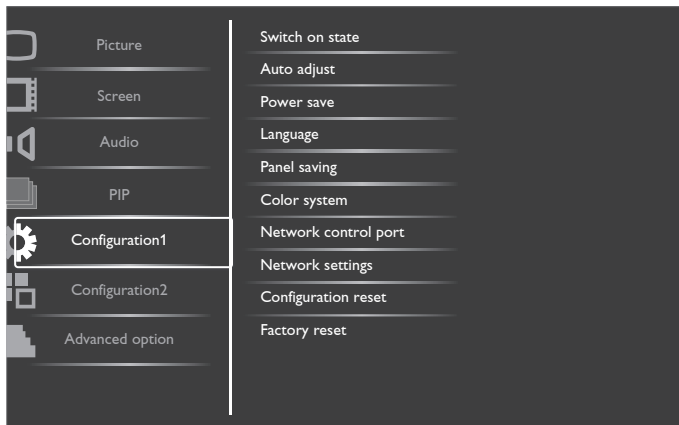 Picture
Screen
Audio
PIP
Configuration1
Configuration2
Advanced option
Switch on state
Auto adjust
Power save
Language
Panel saving
Color system
Network control port
Network settings
Configuration reset
Factory reset